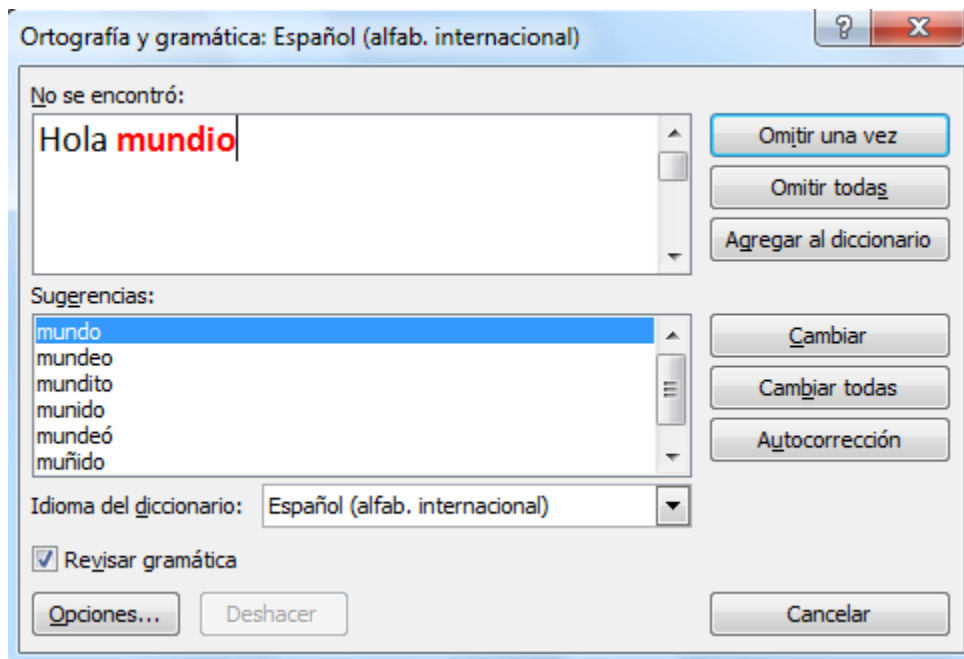 Ortografía y gramática: Español (alfab. internacional)
No se encontró:
Hola mundio
Omitir una vez
Omitir todas
Agregar al diccionario
Sugerencias:
mundo
mundeo
mundito
munido
mundeó
muñido
Cambiar
Cambiar todas
Autocorrección
Idioma del diccionario: Español (alfab. internacional)
Revisar gramática
Opciones... Deshacer Cancelar